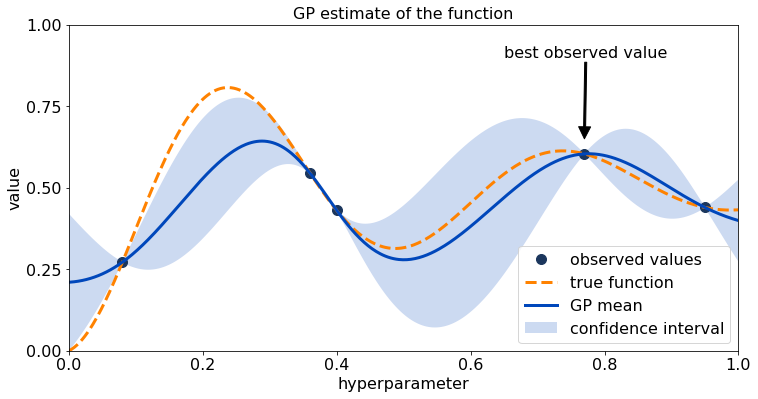 GP estimate of the function
1.00
0.75
0.50
0.25
0.00
value
best observed value
observed values
true function
GP mean
confidence interval
0.0 0.2 0.4 0.6 0.8 1.0
hyperparameter